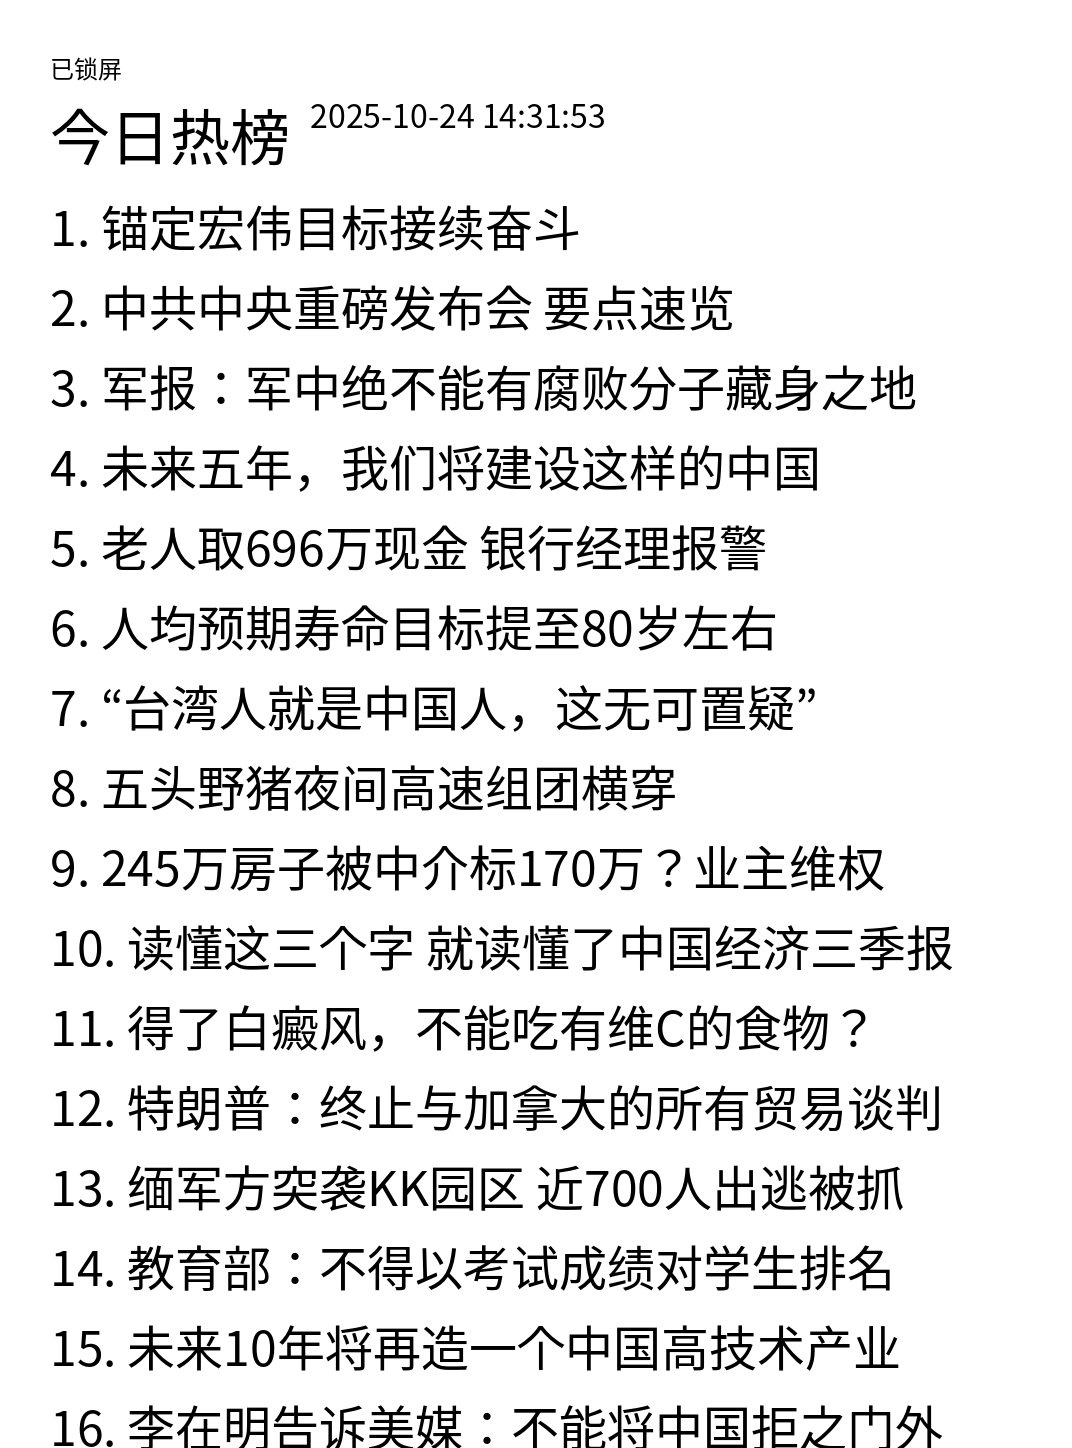 已锁屏
今日热榜 2025-10-24 14:31:53
1. 锚定宏伟目标接续奋斗
2. 中共中央重磅发布会 要点速览
3. 军报：军中绝不能有腐败分子藏身之地
4. 未来五年，我们将建设这样的中国
5. 老人取696万现金 银行经理报警
6. 人均预期寿命目标提至80岁左右
7. “台湾人就是中国人，这无可置疑”
8. 五头野猪夜间高速组团横穿
9. 245万房子被中介标170万？业主维权
10. 读懂这三个字 就读懂了中国经济三季报
11. 得了白癜风，不能吃有维C的食物？
12. 特朗普：终止与加拿大的所有贸易谈判
13. 缅军方突袭KK园区 近700人出逃被抓
14. 教育部：不得以考试成绩对学生排名
15. 未来10年将再造一个中国高技术产业
16. 李在明告诉美媒：不能将中国拒之门外